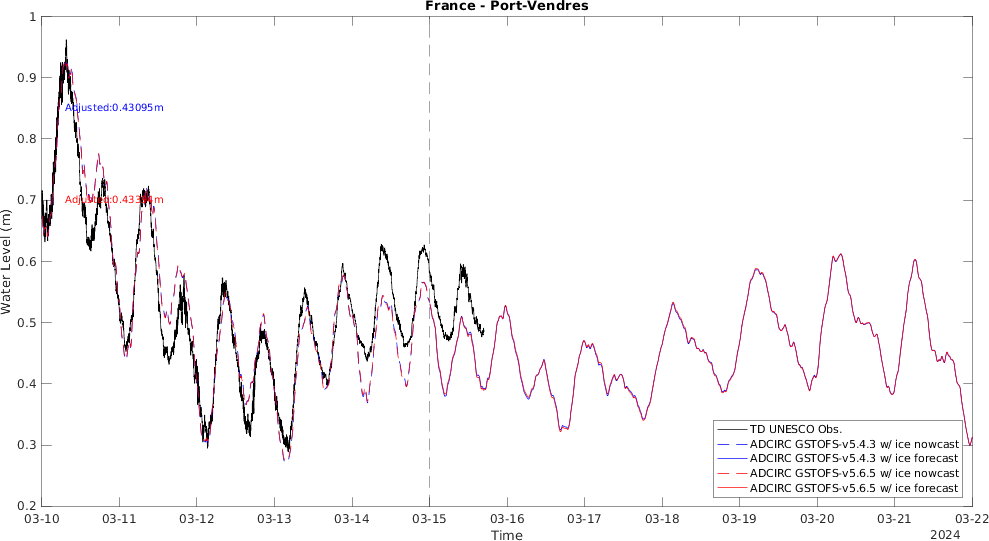 France - Port-Vendres
Water Level (m)
1
0.9
0.8
0.7
0.6
0.5
0.4
0.3
0.2
Adjusted:0.43095m
TD UNESCO Obs.
ADCIRC GSTOFS-v5.4.3 w/ ice nowcast
ADCIRC GSTOFS-v5.4.3 w/ ice forecast
ADCIRC GSTOFS-v5.6.5 w/ ice nowcast
ADCIRC GSTOFS-v5.6.5 w/ ice forecast
03-10 03-11 03-12 03-13 03-14 03-15 03-16 03-17 03-18 03-19 03-20 03-21 03-22
Time
2024